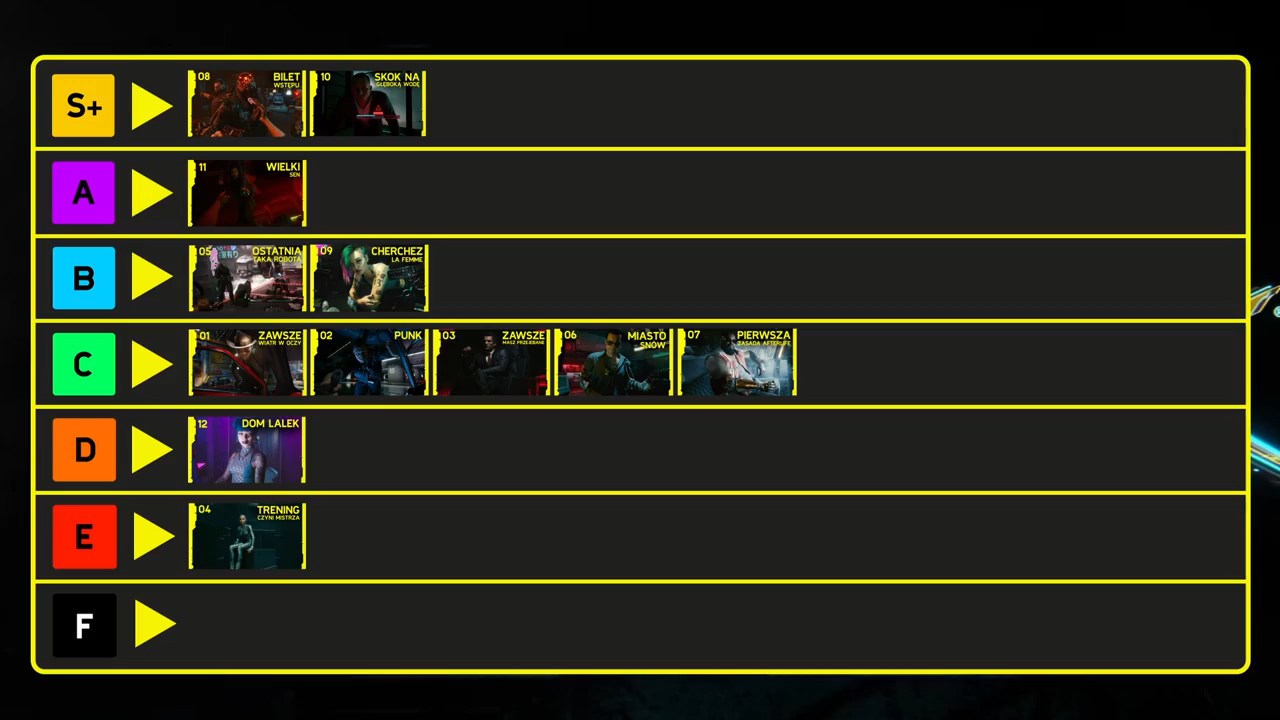 S+
08 BILET
WSTĘPU
10 SKOK NA
GŁĘBOKĄ WODĘ
A
11 WIELKI
SEN
B
05 OSTATNIA
TAKA ROBOTA
09 CHERCHEZ
LA FEMME
C
01 ZAWSZE
WIATR W OCZY
02 PUNK
03 ZAWSZE
MASZ PRZEJEBANE
06 MIASTO
SNÓW
07 PIERWSZA
ZASADA AFTERLIFE
D
12 DOM LALEK
E
04 TRENING
CZYNI MISTRZA
F